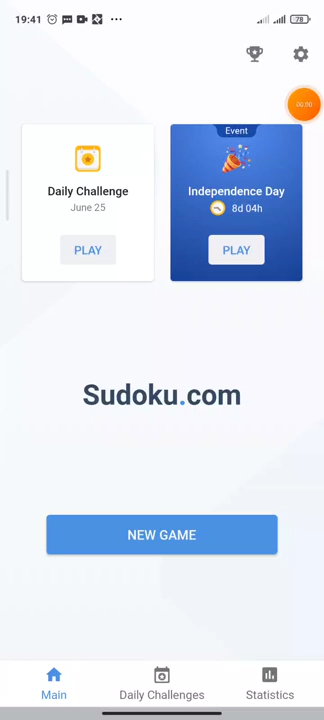 19:41
78
00:00
Event
Daily Challenge
June 25
PLAY
Independence Day
8d 04h
PLAY
Sudoku.com
NEW GAME
Main
Daily Challenges
Statistics